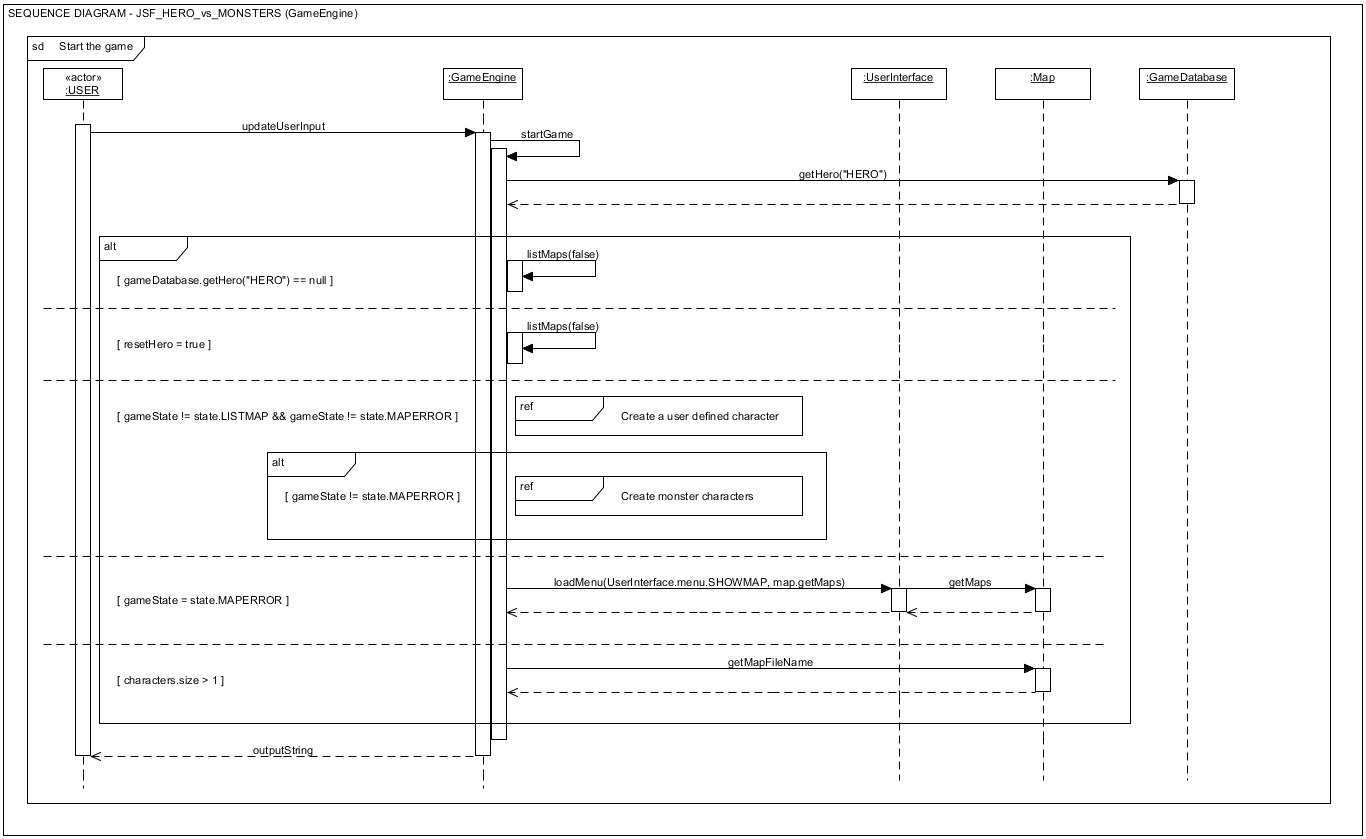 SEQUENCE DIAGRAM - JSF_HERO_vs_MONSTERS (GameEngine)
sd Start the game
«actor»
:USER
:GameEngine
:UserInterface
:Map
:GameDatabase
updateUserInput
startGame
getHero("HERO")
alt
listMaps(false)
[ gameDatabase.getHero("HERO") == null ]
listMaps(false)
[ resetHero = true ]
ref
[ gameState != state.LISTMAP && gameState != state.MAPERROR ]
Create a user defined character
alt
ref
[ gameState != state.MAPERROR ]
Create monster characters
loadMenu(UserInterface.menu.SHOWMAP, map.getMaps)
getMaps
[ gameState = state.MAPERROR ]
getMapFileName
[ characters.size > 1 ]
outputString